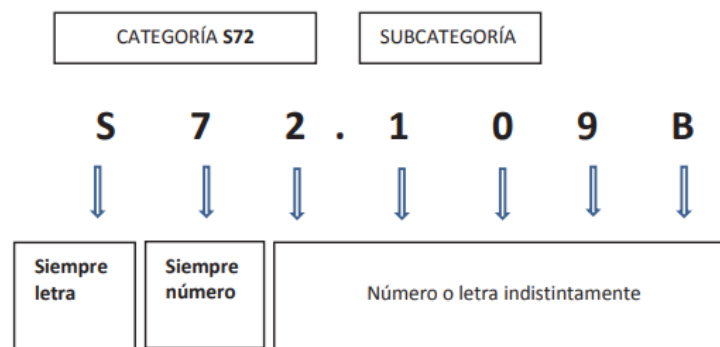 CATEGORÍA S72
SUBCATEGORÍA
S 7 2 . 1 0 9 B
Siempre
letra
Siempre
número
Número o letra indistintamente